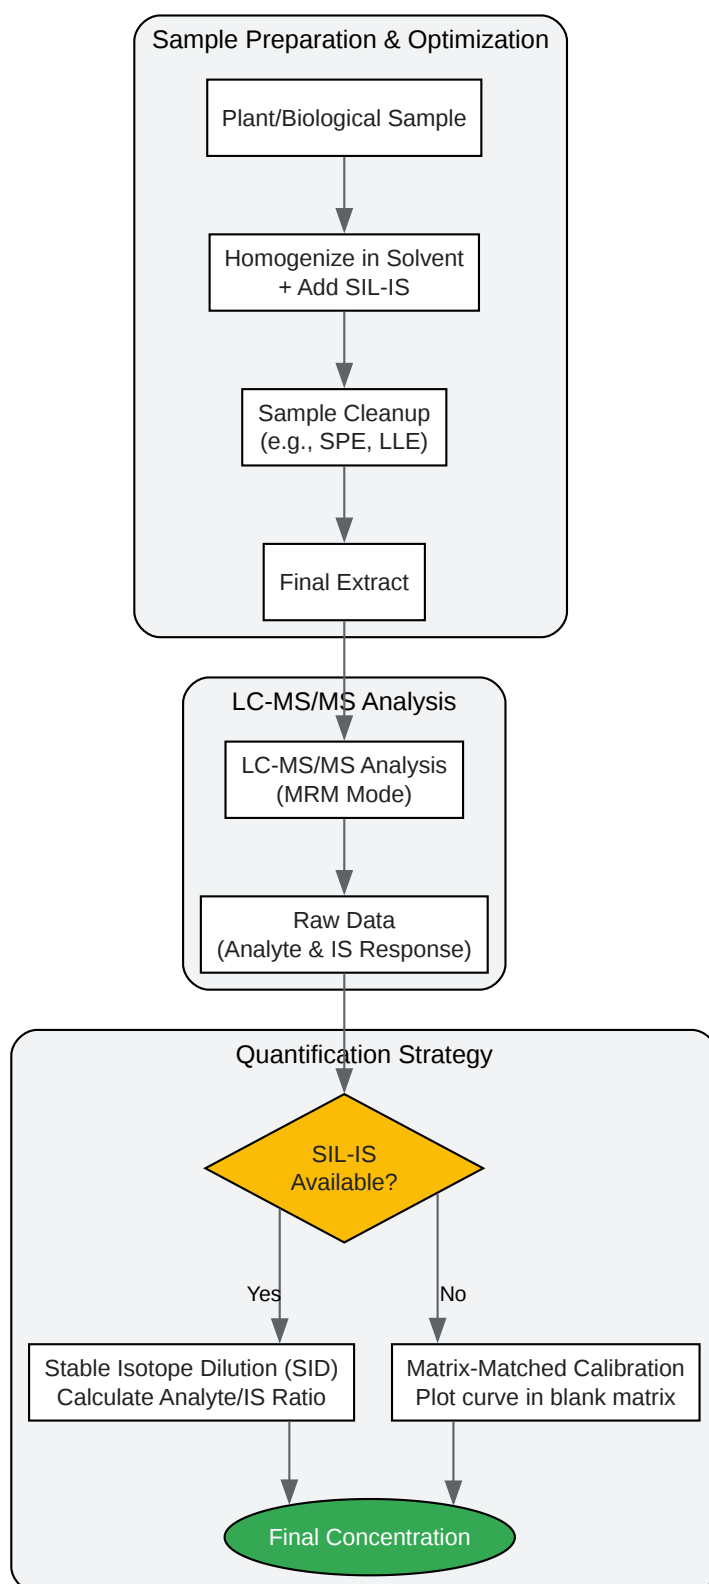 Sample Preparation & Optimization
Plant/Biological Sample
Homogenize in Solvent
+ Add SIL-IS
Sample Cleanup
(e.g., SPE, LLE)
Final Extract
LC-MS/MS Analysis
LC-MS/MS Analysis
(MRM Mode)
Raw Data
(Analyte & IS Response)
Quantification Strategy
SIL-IS
Available?
Yes
No
Stable Isotope Dilution (SID)
Calculate Analyte/IS Ratio
Matrix-Matched Calibration
Plot curve in blank matrix
Final Concentration